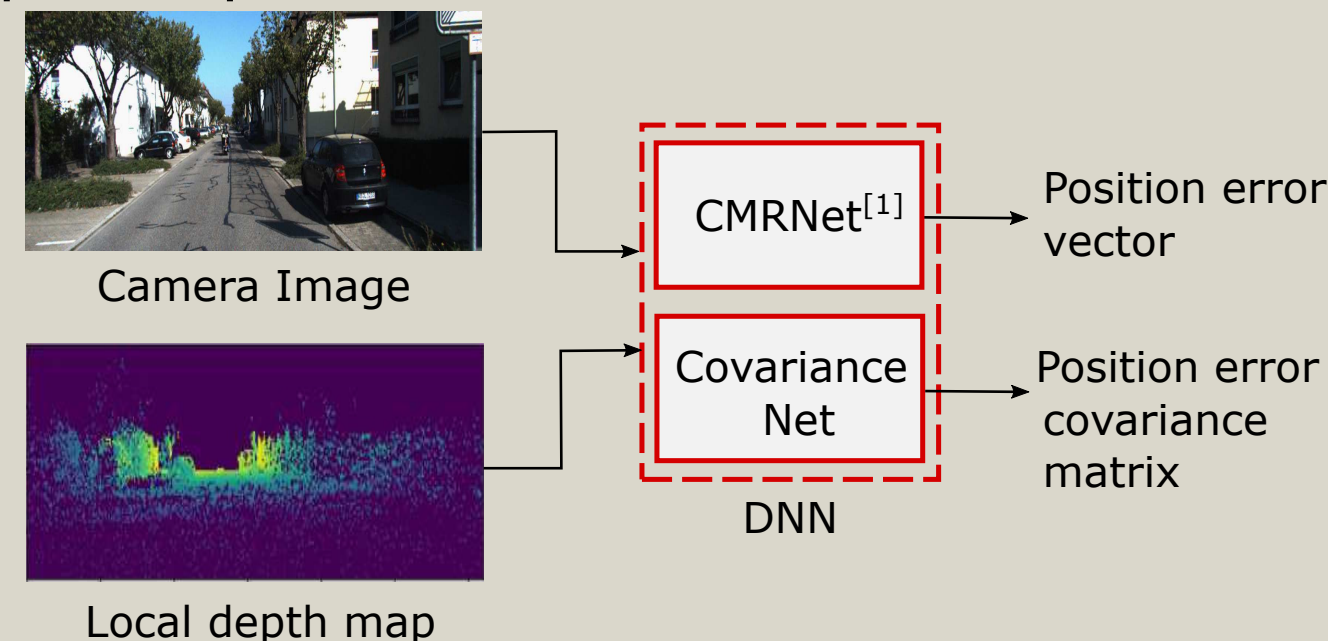 Camera Image
Local depth map
CMRNet[1]
Covariance
Net
DNN
Position error
vector
Position error
covariance
matrix